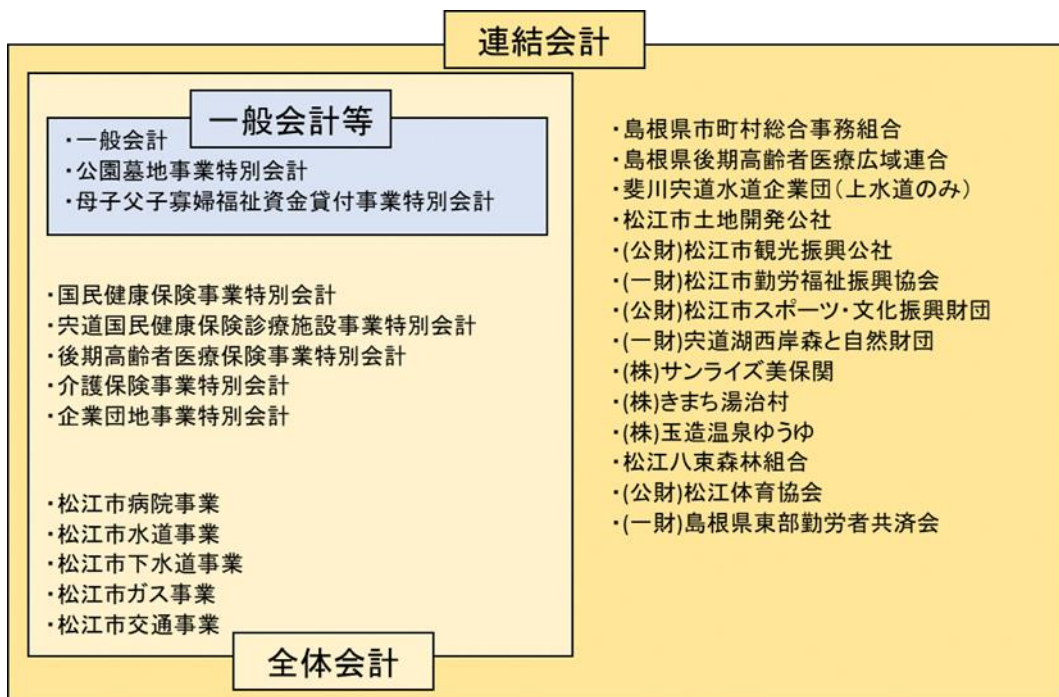 連結会計
一般会計等
・一般会計
・公園墓地事業特別会計
・母子父子寡婦福祉資金貸付事業特別会計
・国民健康保険事業特別会計
・宍道国民健康保険診療施設事業特別会計
・後期高齢者医療保険事業特別会計
・介護保険事業特別会計
・企業団地事業特別会計
・松江市病院事業
・松江市水道事業
・松江市下水道事業
・松江市ガス事業
・松江市交通事業
全体会計
・島根県市町村総合事務組合
・島根県後期高齢者医療広域連合
・斐川宍道水道企業団(上水道のみ)
・松江市土地開発公社
・(公財)松江市観光振興公社
・(一財)松江市勤労福祉振興協会
・(公財)松江市スポーツ・文化振興財団
・(一財)宍道湖西岸森と自然財団
・(株)サンライズ美保関
・(株)きまち湯治村
・(株)玉造温泉ゆうゆ
・松江八束森林組合
・(公財)松江体育協会
・(一財)島根県東部勤労者共済会